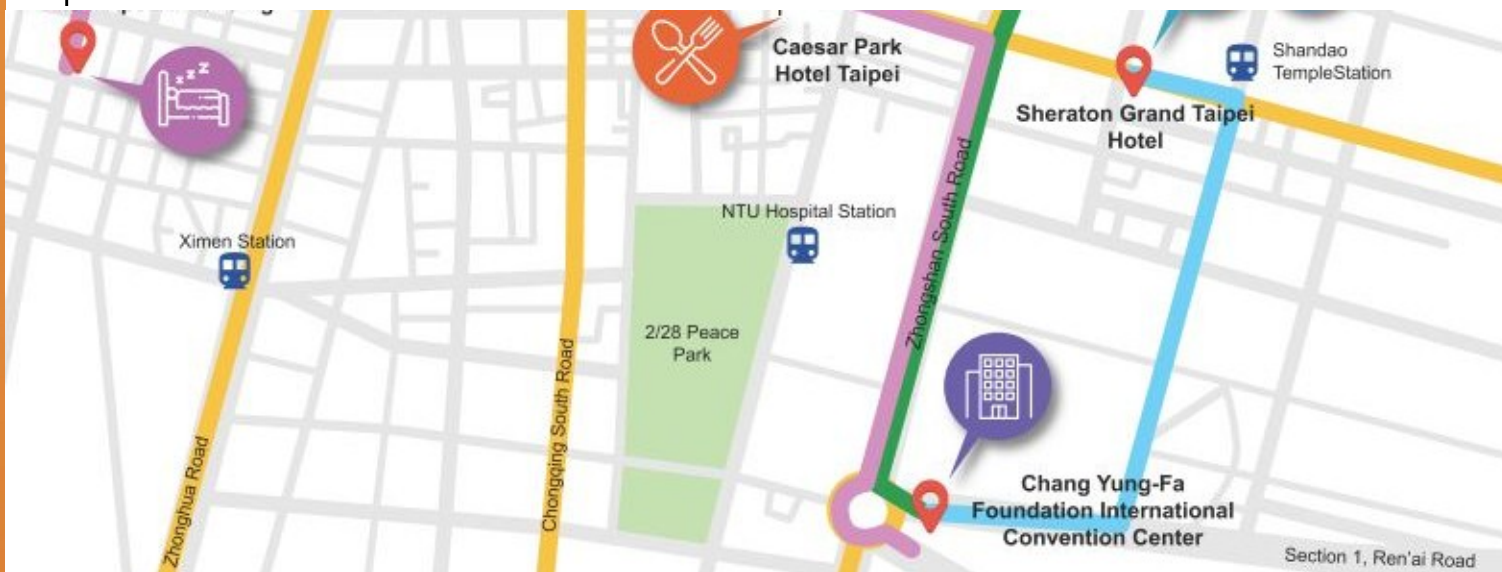 Caesar Park
Hotel Taipei
Shandao
TempleStation
Sheraton Grand Taipei
Hotel
Zhongshan South Road
NTU Hospital Station
Ximen Station
z z z
2/28 Peace
Park
Chongqing South Road
Zhonghua Road
Chang Yung-Fa
Foundation International
Convention Center
Section 1, Ren'ai Road